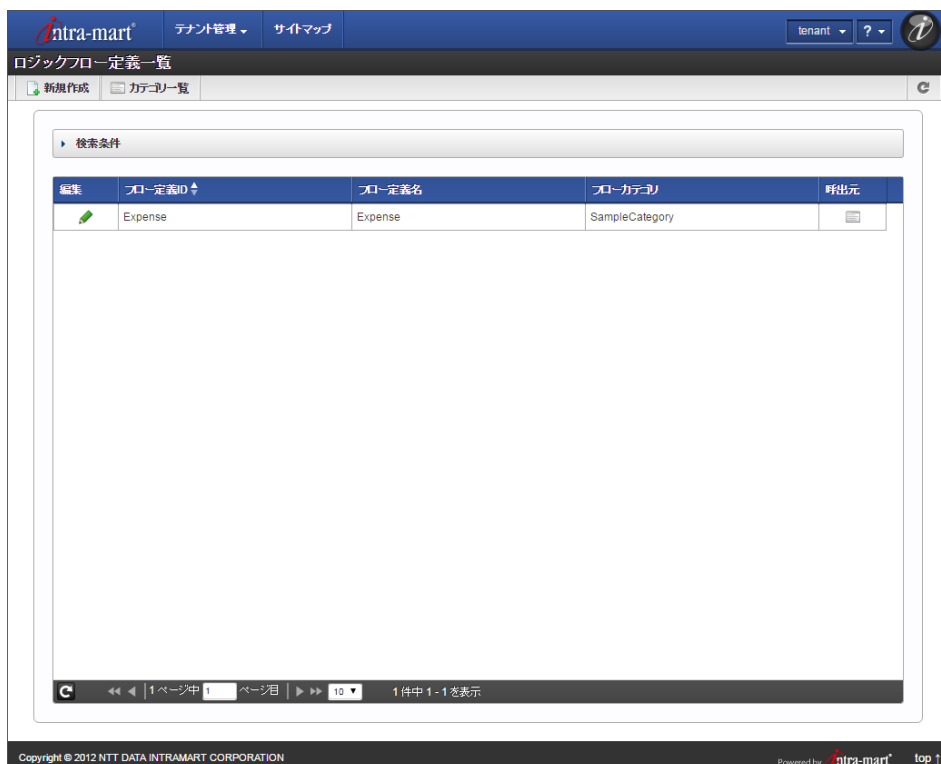 intra-mart® テナント管理 サイトマップ tenant ?
ロジックフロー定義一覧
新規作成 カテゴリ一覧
検索条件
編集 フロー定義ID フロー定義名 フローカテゴリ 呼出元
Expense Expense SampleCategory
1 ページ中 1 ページ目 10 1 件中 1 - 1 を表示
Copyright © 2012 NTT DATA INTRAMART CORPORATION Powered by intra-mart® top ↑